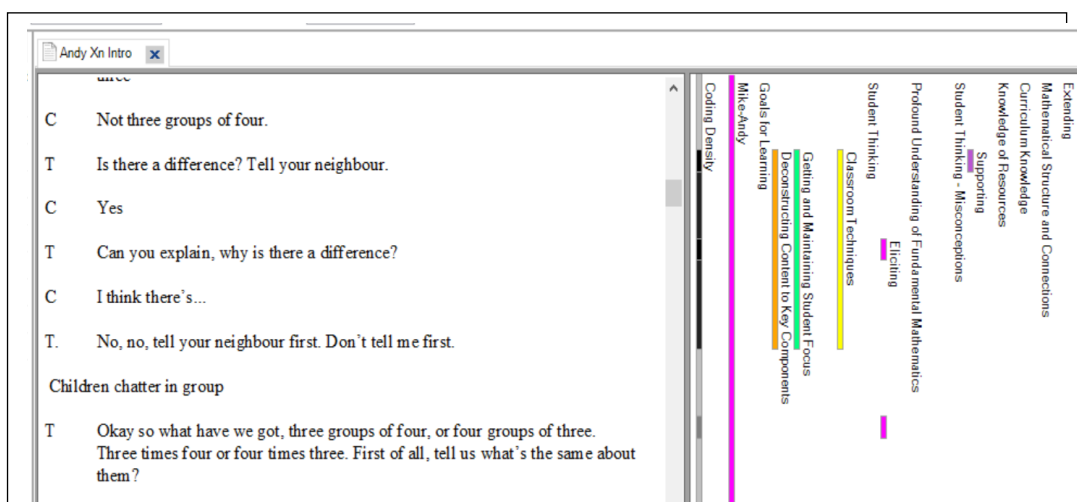 Andy Xn Intro
three
C Not three groups of four.
T Is there a difference? Tell your neighbour.
C Yes
T Can you explain, why is there a difference?
C I think there's...
T. No, no, tell your neighbour first. Don't tell me first.
Children chatter in group
T Okay so what have we got, three groups of four, or four groups of three.
Three times four or four times three. First of all, tell us what's the same about
them?
Coding Density
Mike-Andy
Goals for Learning
Deconstructing Content to Key Components
Getting and Maintaining Student Focus
Classroom Techniques
Student Thinking
Eliciting
Profound Understanding of Fundamental Mathematics
Student Thinking - Misconceptions
Supporting
Knowledge of Resources
Curriculum Knowledge
Mathematical Structure and Connections
Extending